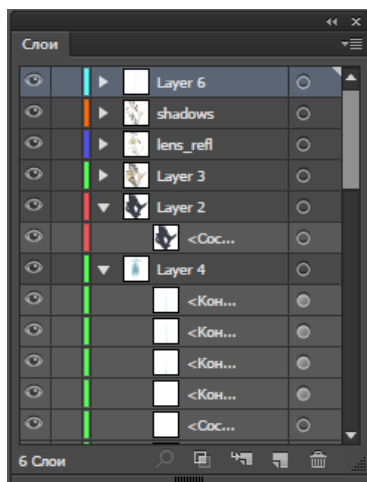 Слои
Layer 6
shadows
lens_refl
Layer 3
Layer 2
<Сос...
Layer 4
<Кон...
<Кон...
<Кон...
<Кон...
<Сос...
6 Слои